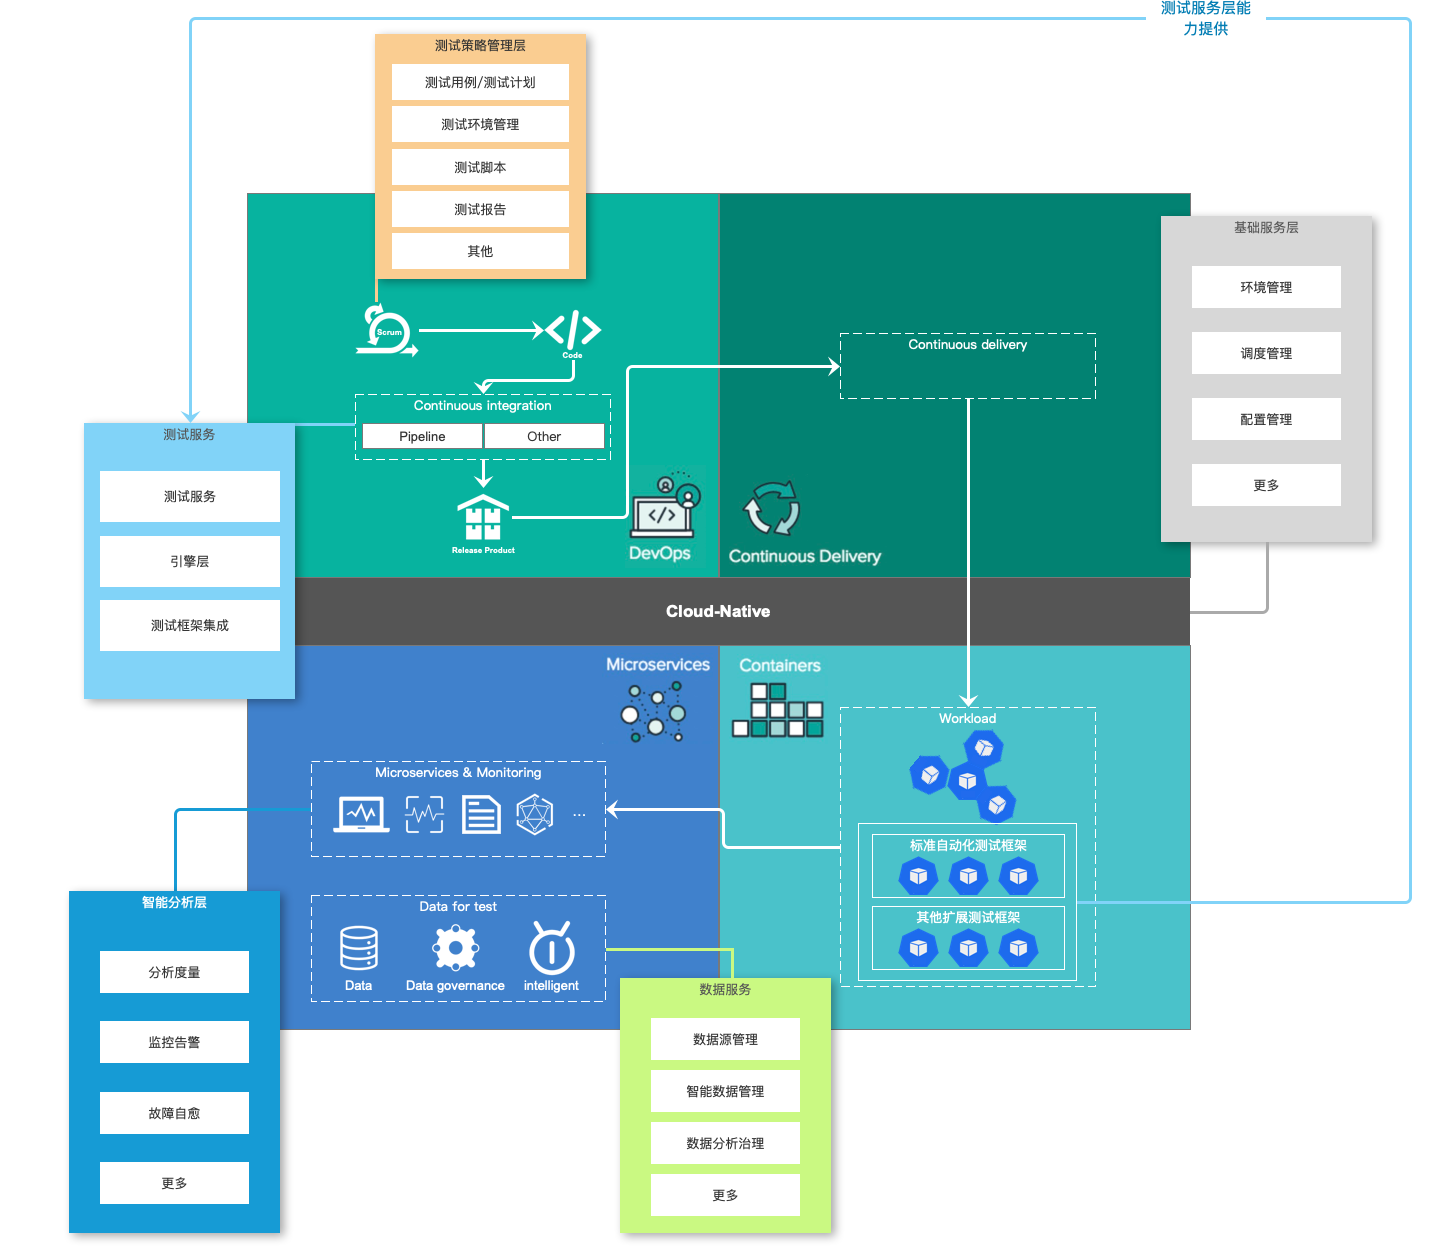 测试服务层能
力提供
测试策略管理层
测试用例/测试计划
测试环境管理
测试脚本
测试报告
其他
基础服务层
环境管理
调度管理
配置管理
更多
Scrum
Code
Continuous delivery
Continuous integration
Pipeline
Other
Release Product
DevOps
Continuous Delivery
测试服务
测试服务
引擎层
测试框架集成
Cloud-Native
Microservices
Containers
Workload
Microservices & Monitoring
...
标准自动化测试框架
其他扩展测试框架
Data for test
Data
Data governance
intelligent
智能分析层
分析度量
监控告警
故障自愈
更多
数据服务
数据源管理
智能数据管理
数据分析治理
更多